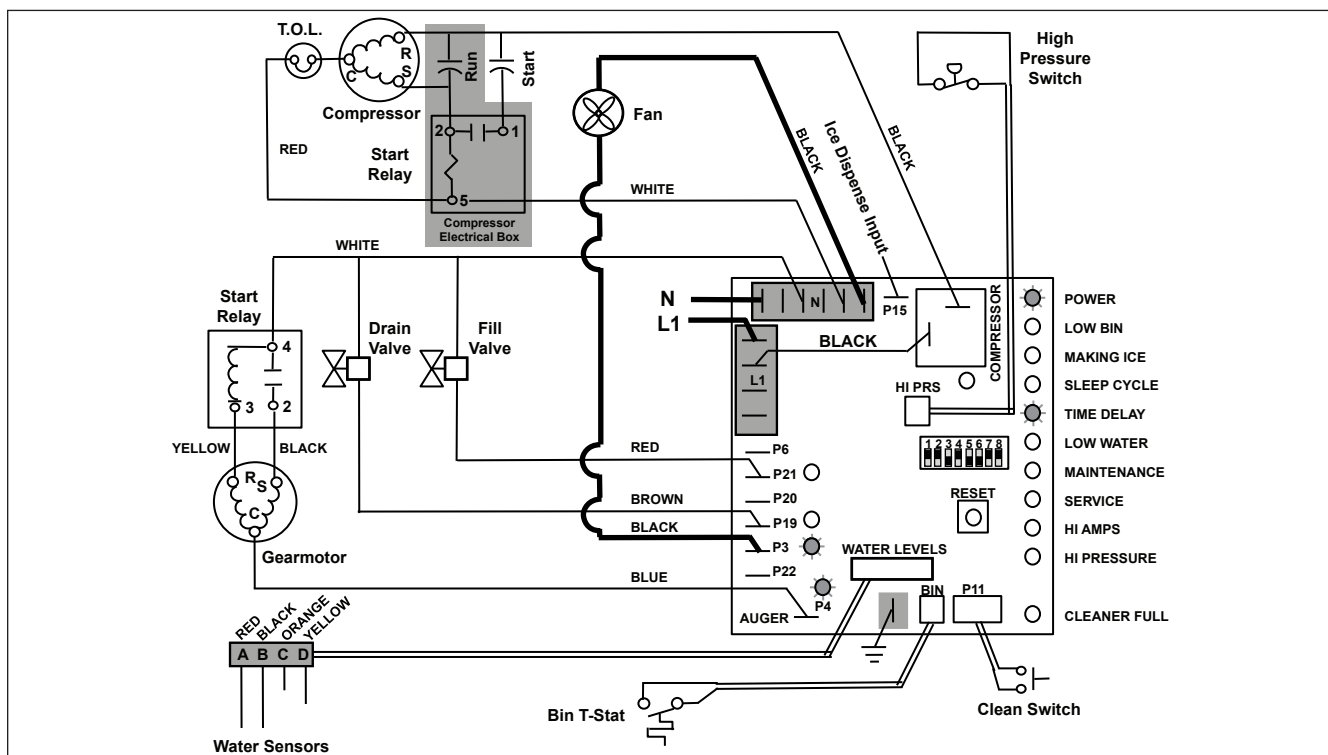 T.O.L.
R
S
C
Compressor
Run
Start
2
1
Start
Relay
5
Compressor
Electrical Box
RED
WHITE
Fan
BLACK
Ice Dispense Input
BLACK
High
Pressure
Switch
WHITE
Start
Relay
4
3
2
YELLOW
BLACK
R
S
C
Gearmotor
Drain
Valve
Fill
Valve
N
L1
N
P15
BLACK
L1
COMPRESSOR
HI PRS
POWER
LOW BIN
MAKING ICE
SLEEP CYCLE
TIME DELAY
LOW WATER
MAINTENANCE
SERVICE
HI AMPS
HI PRESSURE
CLEANER FULL
1 2 3 4 5 6 7 8
RESET
RED
BROWN
BLACK
BLUE
P6
P21
P20
P19
P3
P22
P4
AUGER
WATER LEVELS
BIN
P11
RED
BLACK
ORANGE
YELLOW
A B C D
Water Sensors
Bin T-Stat
Clean Switch